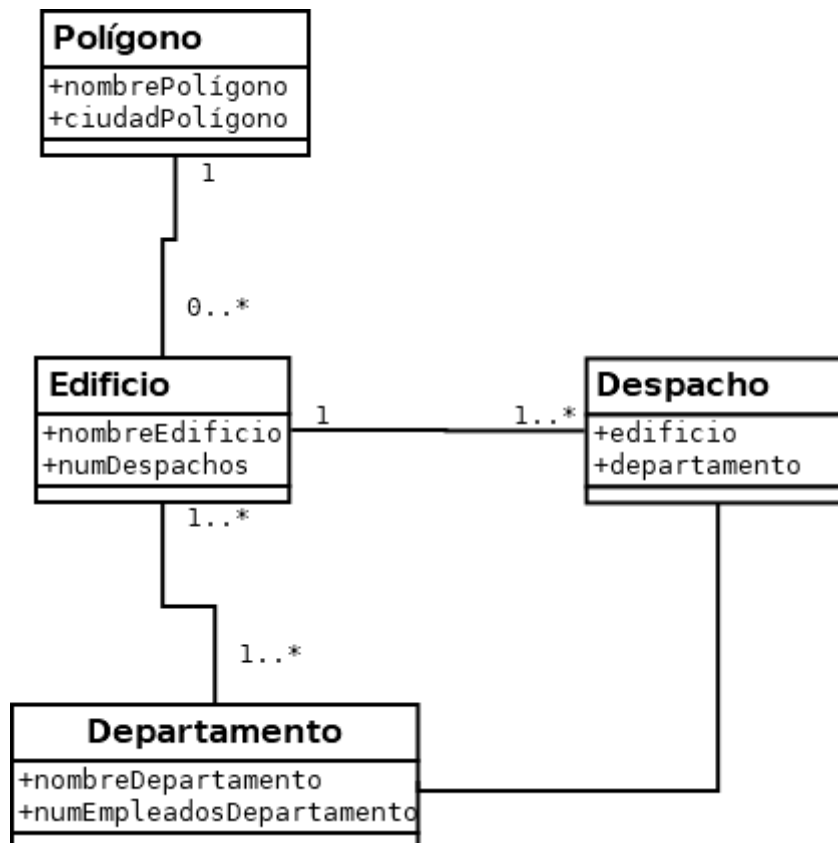 Polígono
+nombrePolígono
+ciudadPolígono
1
0..*
Edificio
+nombreEdificio
+numDespachos
1
1..*
Despacho
+edificio
+departamento
1..*
1..*
Departamento
+nombreDepartamento
+numEmpleadosDepartamento